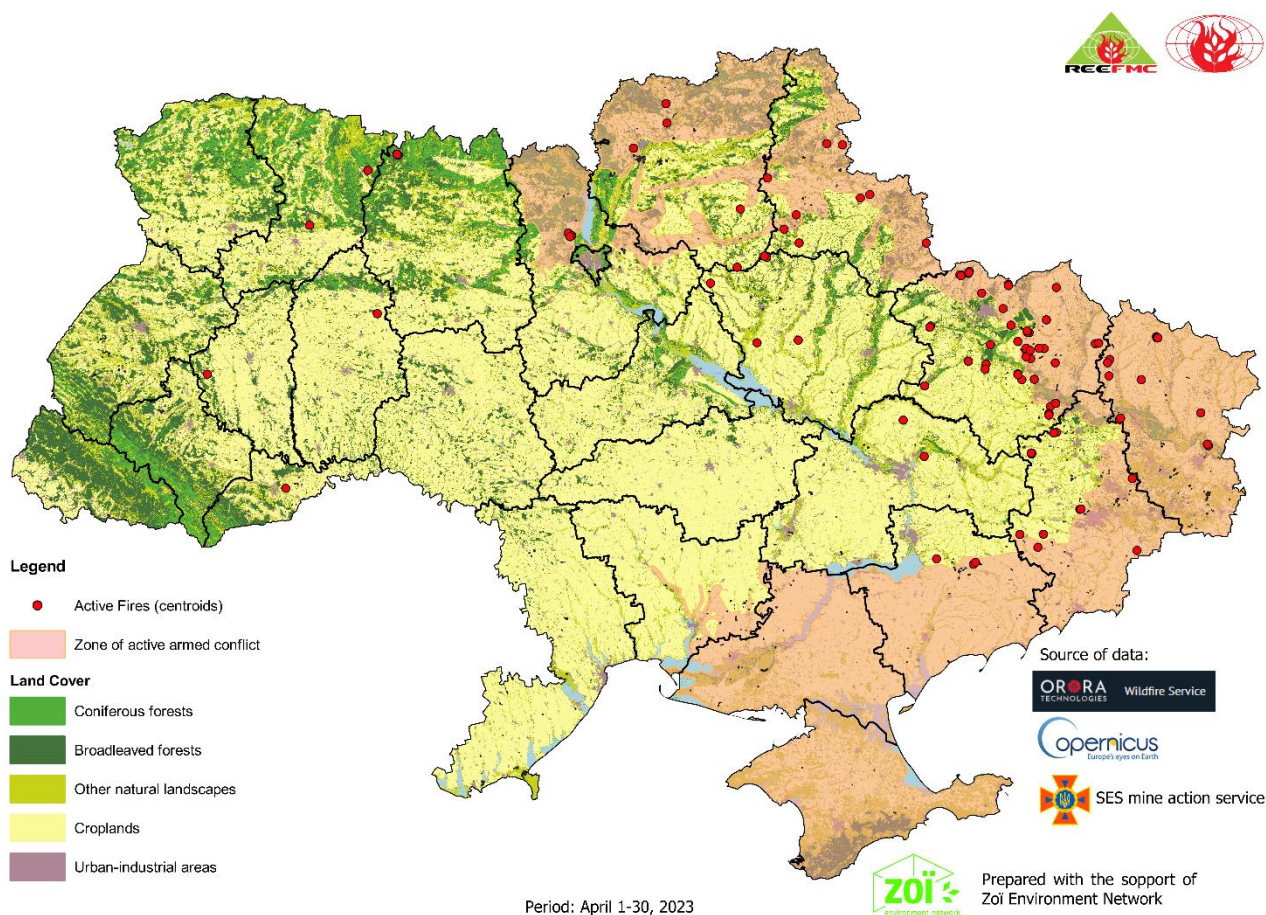 REEFMC
Legend
Active Fires (centroids)
Zone of active armed conflict
Land Cover
Coniferous forests
Broadleaved forests
Other natural landscapes
Croplands
Urban-industrial areas
Period: April 1-30, 2023
Source of data:
ORORA
TECHNOLOGIES
Wildfire Service
opernicus
Europe's eyes on Earth
SES mine action service
zoï
environment network
Prepared with the sopport of
Zoï Environment Network